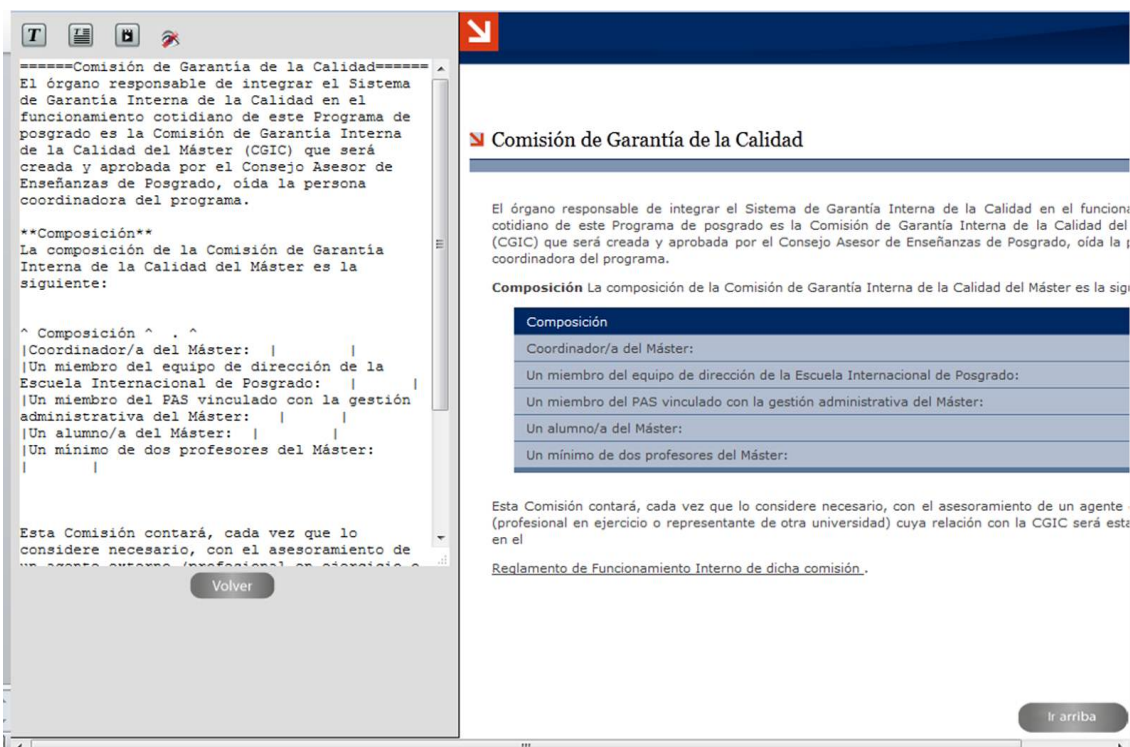 ======Comisión de Garantía de la Calidad======
El órgano responsable de integrar el Sistema
de Garantía Interna de la Calidad en el
funcionamiento cotidiano de este Programa de
posgrado es la Comisión de Garantía Interna
de la Calidad del Máster (CGIC) que será
creada y aprobada por el Consejo Asesor de
Enseñanzas de Posgrado, oída la persona
coordinadora del programa.
**Composición**
La composición de la Comisión de Garantía
Interna de la Calidad del Máster es la
siguiente:
^ Composición ^ . ^
|Coordinador/a del Máster: | |
|Un miembro del equipo de dirección de la
Escuela Internacional de Posgrado: | |
|Un miembro del PAS vinculado con la gestión
administrativa del Máster: | |
|Un alumno/a del Máster: | |
|Un mínimo de dos profesores del Máster:
| |
Esta Comisión contará, cada vez que lo
considere necesario, con el asesoramiento de
un agente externo (profesional en ejercicio o
Volver
Comisión de Garantía de la Calidad
El órgano responsable de integrar el Sistema de Garantía Interna de la Calidad en el
cotidiano de este Programa de posgrado es la Comisión de Garantía Interna de la Calidad del
(CGIC) que será creada y aprobada por el Consejo Asesor de Enseñanzas de Posgrado, oída la
coordinadora del programa.
Composición La composición de la Comisión de Garantía Interna de la Calidad del Máster es la
Composición
Coordinador/a del Máster:
Un miembro del equipo de dirección de la Escuela Internacional de Posgrado:
Un miembro del PAS vinculado con la gestión administrativa del Máster:
Un alumno/a del Máster:
Un mínimo de dos profesores del Máster:
Esta Comisión contará, cada vez que lo considere necesario, con el asesoramiento de un agente
(profesional en ejercicio o representante de otra universidad) cuya relación con la CGIC será
en el
Reglamento de Funcionamiento Interno de dicha comisión .
Ir arriba